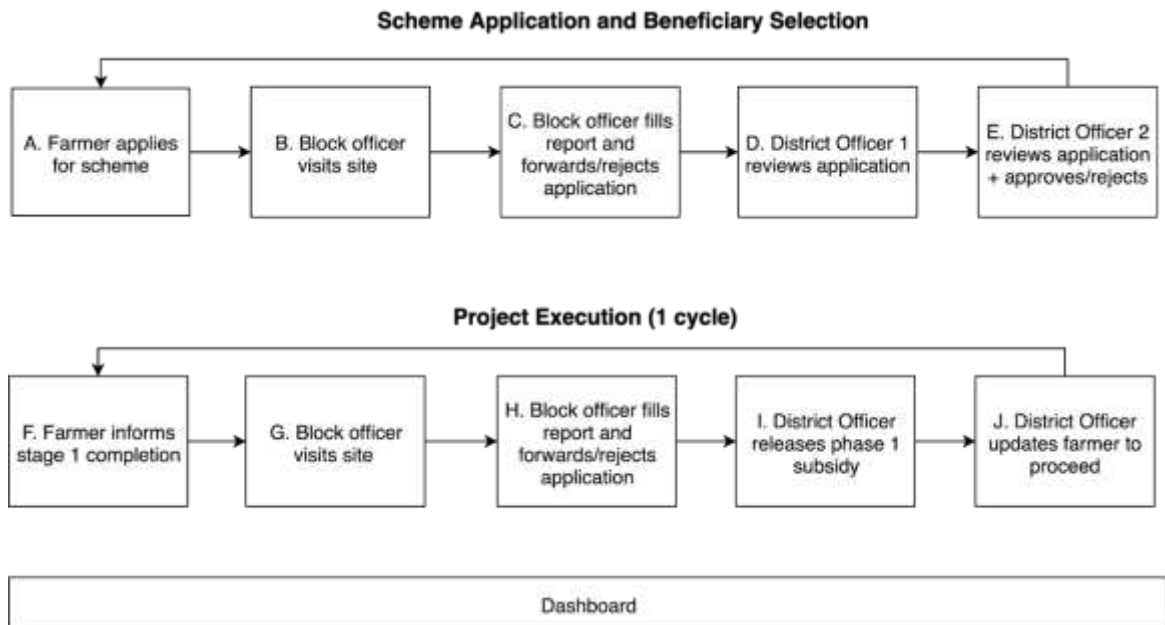 Scheme Application and Beneficiary Selection
A. Farmer applies
for scheme
B. Block officer
visits site
C. Block officer fills
report and
forwards/rejects
application
D. District Officer 1
reviews application
E. District Officer 2
reviews application
+ approves/rejects
Project Execution (1 cycle)
F. Farmer informs
stage 1 completion
G. Block officer
visits site
H. Block officer fills
report and
forwards/rejects
application
I. District Officer
releases phase 1
subsidy
J. District Officer
updates farmer to
proceed
Dashboard